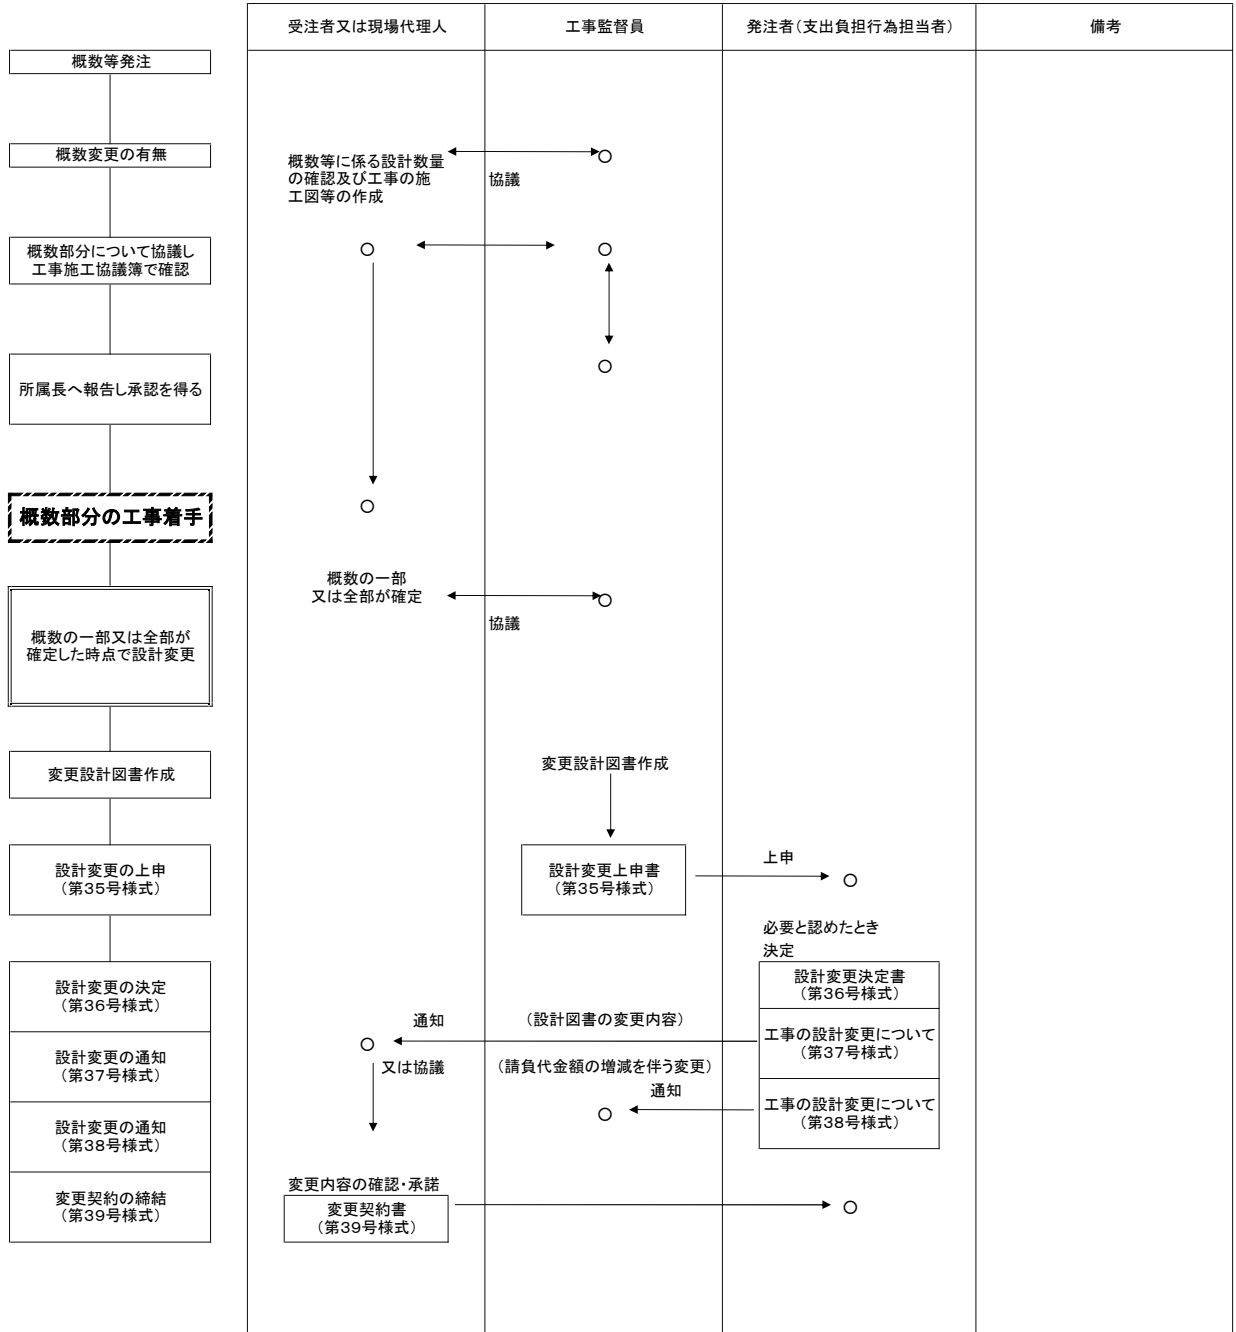 受注者又は現場代理人
工事監督員
発注者(支出負担行為担当者)
備考
概数等発注
概数変更の有無
概数等に係る設計数量
の確認及び工事の施
工図等の作成
協議
概数部分について協議し
工事施工協議簿で確認
所属長へ報告し承認を得る
概数部分の工事着手
概数の一部
又は全部が確定
協議
概数の一部又は全部が
確定した時点で設計変更
変更設計図書作成
変更設計図書作成
設計変更の上申
(第35号様式)
設計変更上申書
(第35号様式)
上申
必要と認めたとき
決定
設計変更の決定
(第36号様式)
設計変更決定書
(第36号様式)
設計変更の通知
(第37号様式)
通知
(設計図書の変更内容)
工事の設計変更について
(第37号様式)
又は協議
(請負代金額の増減を伴う変更)
通知
設計変更の通知
(第38号様式)
工事の設計変更について
(第38号様式)
変更契約の締結
(第39号様式)
変更内容の確認・承諾
変更契約書
(第39号様式)